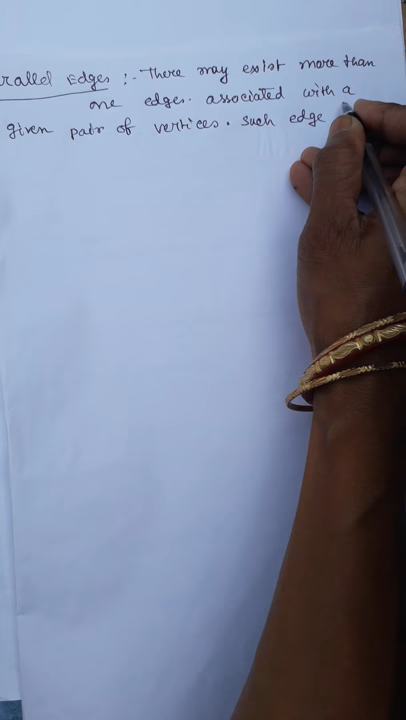 rallel Edges :- There may exist more than
one edges. associated with a
given pair of vertices. Such edge